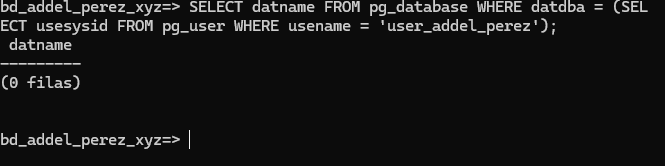 bd_addel_perez_xyz=> SELECT datname FROM pg_database WHERE datdba = (SEL
ECT usesysid FROM pg_user WHERE usename = 'user_addel_perez');
 datname
---------
(0 filas)
bd_addel_perez_xyz=>